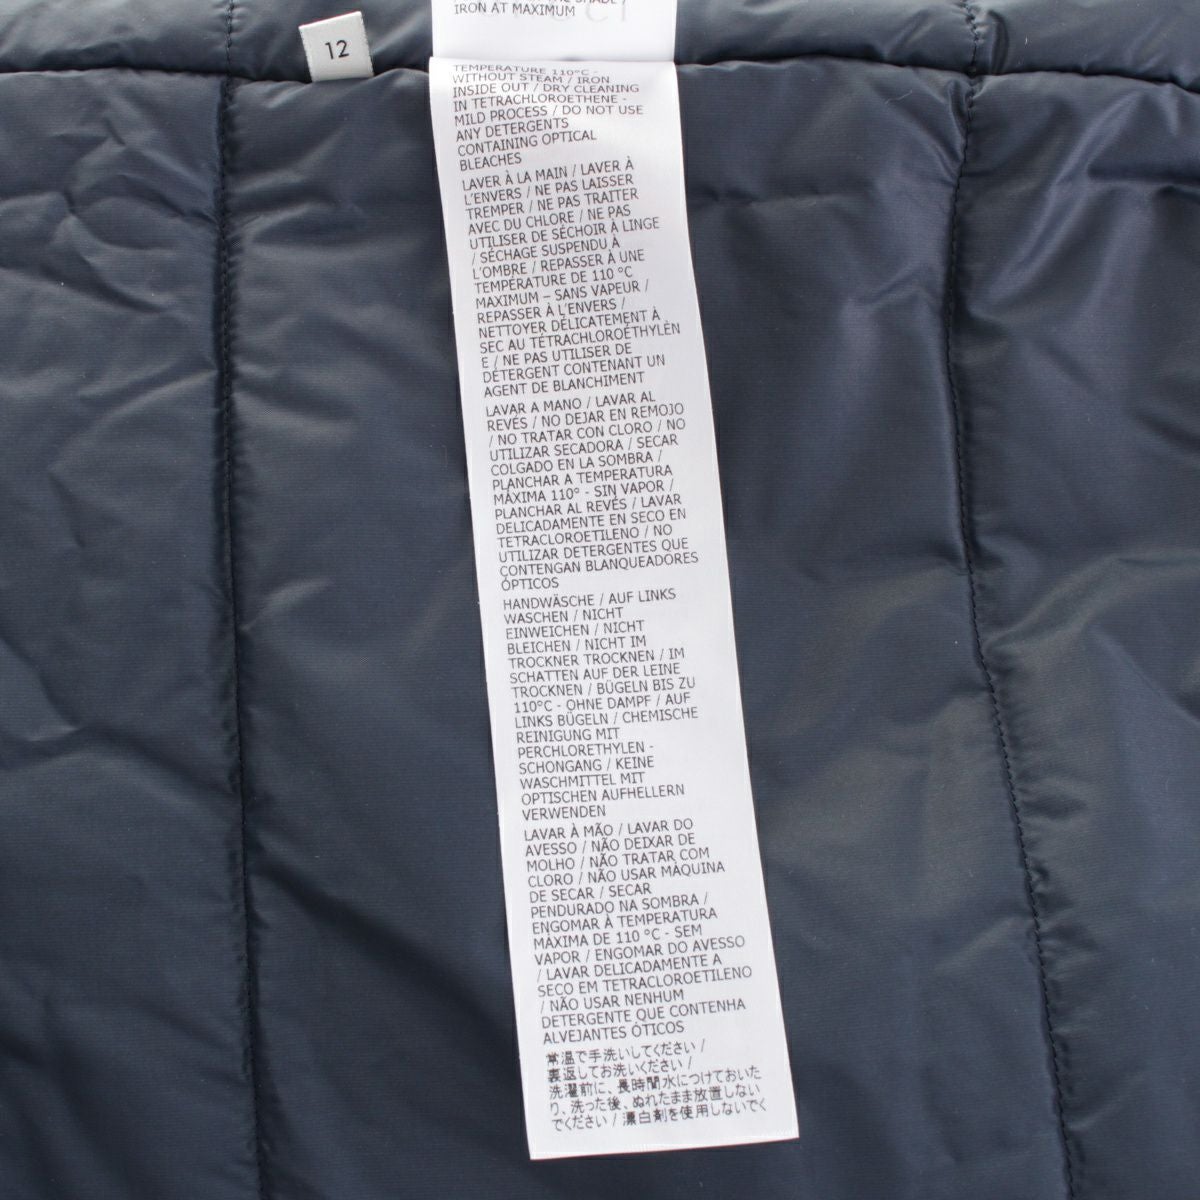 IRON AT MAXIMUM
12
TEMPERATURE 110°C -
WITHOUT STEAM / IRON
INSIDE OUT / DRY CLEANING
IN TETRACHLOROETHENE -
MILD PROCESS / DO NOT USE
ANY DETERGENTS
CONTAINING OPTICAL
BLEACHES
LAVER À LA MAIN / LAVER À
L'ENVERS / NE PAS LAISSER
TREMPER / NE PAS TRAITER
AVEC DU CHLORE / NE PAS
UTILISER DE SÉCHOIR À LINGE
/ SÉCHAGE SUSPENDU À
L'OMBRE / REPASSER À UNE
TEMPÉRATURE DE 110 °C
MAXIMUM – SANS VAPEUR /
REPASSER À L'ENVERS /
NETTOYER DÉLICATEMENT À
SEC AU TÉTRACHLOROÉTHYLÈN
E / NE PAS UTILISER DE
DÉTERGENT CONTENANT UN
AGENT DE BLANCHIMENT
LAVAR A MANO / LAVAR AL
REVÉS / NO DEJAR EN REMOJO
/ NO TRATAR CON CLORO / NO
UTILIZAR SECADORA / SECAR
COLGADO EN LA SOMBRA /
PLANCHAR A TEMPERATURA
MÁXIMA 110° - SIN VAPOR /
PLANCHAR AL REVÉS / LAVAR
DELICADAMENTE EN SECO EN
TETRACLOROETILENO / NO
UTILIZAR DETERGENTES QUE
CONTENGAN BLANQUEADORES
ÓPTICOS
HANDWÄSCHE / AUF LINKS
WASCHEN / NICHT
EINWEICHEN / NICHT
BLEICHEN / NICHT IM
TROCKNER TROCKNEN / IM
SCHATTEN AUF DER LEINE
TROCKNEN / BÜGELN BIS ZU
110°C - OHNE DAMPF / AUF
LINKS BÜGELN / CHEMISCHE
REINIGUNG MIT
PERCHLORETHYLEN -
SCHONGANG / KEINE
WASCHMITTEL MIT
OPTISCHEN AUFHELLERN
VERWENDEN
LAVAR À MÃO / LAVAR DO
AVESSO / NÃO DEIXAR DE
MOLHO / NÃO TRATAR COM
CLORO / NÃO USAR MÁQUINA
DE SECAR / SECAR
PENDURADO NA SOMBRA /
ENGOMAR À TEMPERATURA
MÁXIMA DE 110 °C - SEM
VAPOR / ENGOMAR DO AVESSO
/ LAVAR DELICADAMENTE A
SECO EM TETRACLOROETILENO
/ NÃO USAR NENHUM
DETERGENTE QUE CONTENHA
ALVEJANTES ÓTICOS
常温で手洗いしてください /
裏返してお洗いください /
洗濯前に、長時間水につけておいた
り、洗った後、ぬれたまま放置しない
でください / 漂白剤を使用しないでく